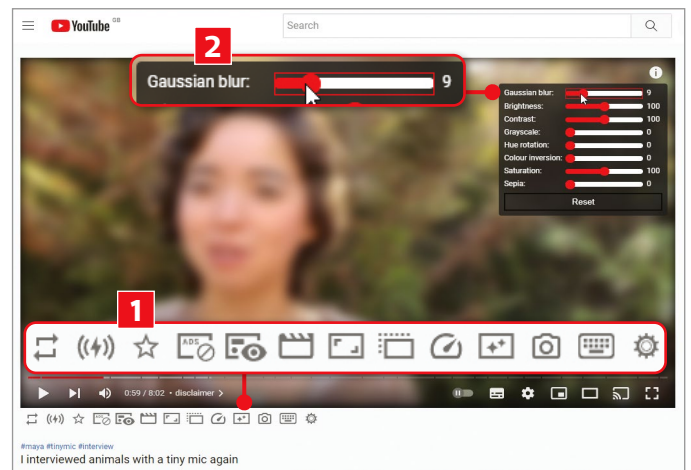 YouTube GB
Search
2
Gaussian blur: 9
i
Gaussian blur: 9
Brightness: 100
Contrast: 100
Grayscale: 0
Hue rotation: 0
Colour inversion: 0
Saturation: 100
Sepia: 0
Reset
1
ADS
0:59 / 8:02 • disclaimer >
ADS
#maya #tinymic #interview
I interviewed animals with a tiny mic again